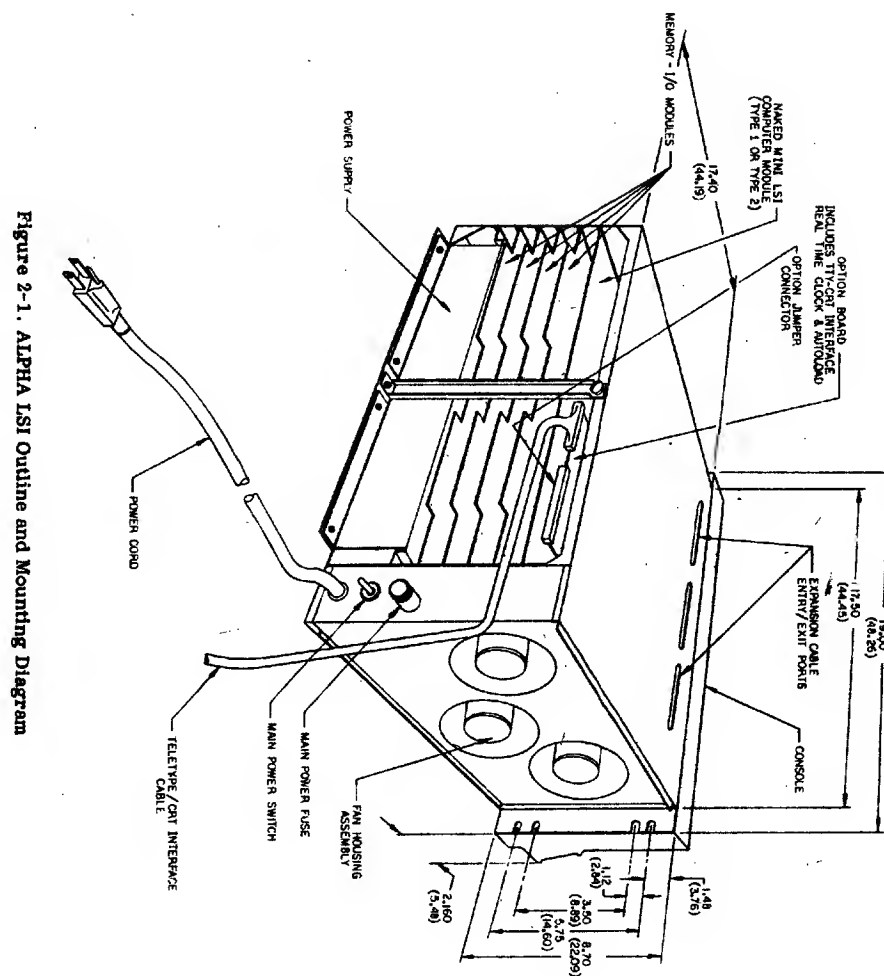 MEMORY - I/O MODULES
NAKED MINI LSI
COMPUTER MODULE
(TYPE 1 OR TYPE 2)
17.40
(44.19)
OPTION BOARD
INCLUDES TTY-CRT INTERFACE
REAL TIME CLOCK & AUTOLOAD
OPTION JUMPER
CONNECTOR
POWER SUPPLY
19.00
(48.26)
17.50
(44.45)
EXPANSION CABLE
ENTRY/EXIT PORTS
CONSOLE
POWER CORD
TELETYPE/CRT INTERFACE
CABLE
MAIN POWER SWITCH
MAIN POWER FUSE
FAN HOUSING
ASSEMBLY
2.160
(5.48)
1.12
(2.84)
1.48
(3.76)
3.50
(8.89)
5.75
(14.60)
8.70
(22.09)
Figure 2-1. ALPHA LSI Outline and Mounting Diagram